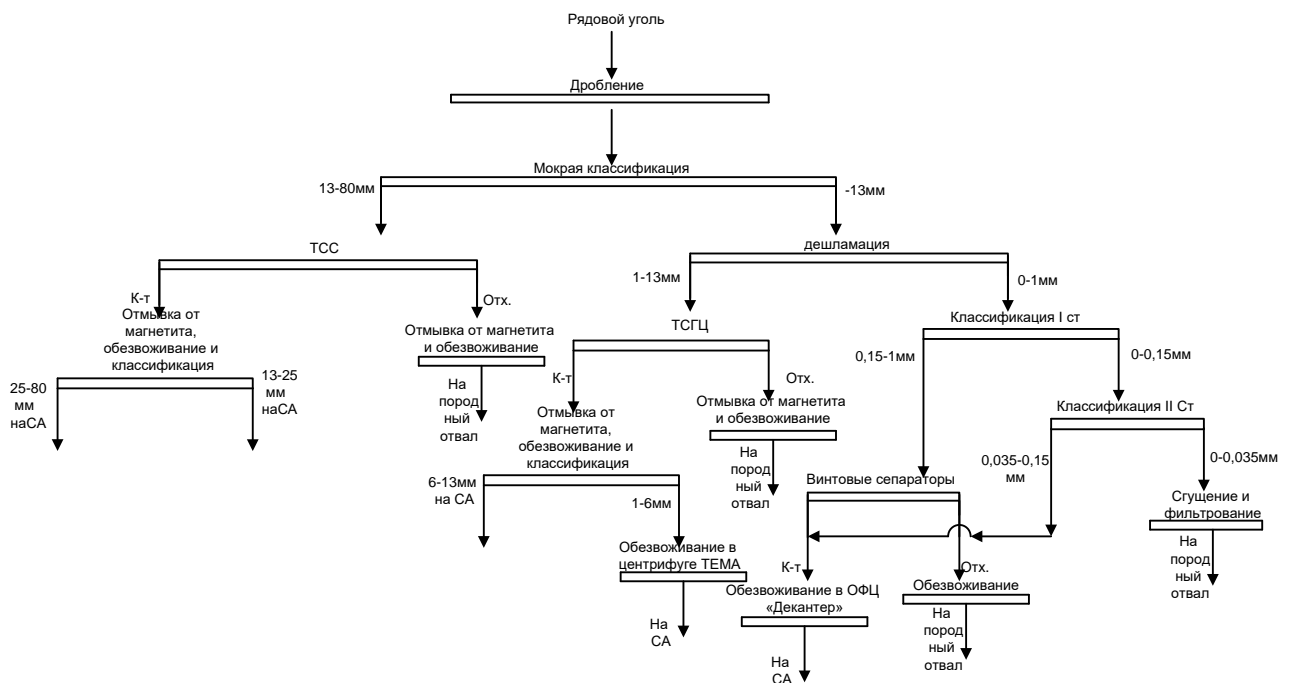 Рядовой уголь
Дробление
Мокрая классификация
13-80мм
-13мм
ТСС
дешламация
1-13мм
0-1мм
К-т
Отх.
Отмывка от
магнетита,
обезвоживание и
классификация
Отмывка от магнетита
и обезвоживание
ТСГЦ
Классификация I ст
0,15-1мм
0-0,15мм
25-80
мм
наСА
13-25
мм
наСА
На
пород
ный
отвал
К-т
Отх.
Отмывка от
магнетита,
обезвоживание и
классификация
Отмывка от магнетита
и обезвоживание
Классификация II Ст
0,035-0,15
мм
0-0,035мм
6-13мм
на СА
1-6мм
На
пород
ный
отвал
Винтовые сепараторы
Сгущение и
фильтрование
Обезвоживание в
центрифуге ТЕМА
К-т
Отх.
На
пород
ный
отвал
Обезвоживание в ОФЦ
«Декантер»
Обезвоживание
На
СА
На
пород
ный
отвал
На
СА